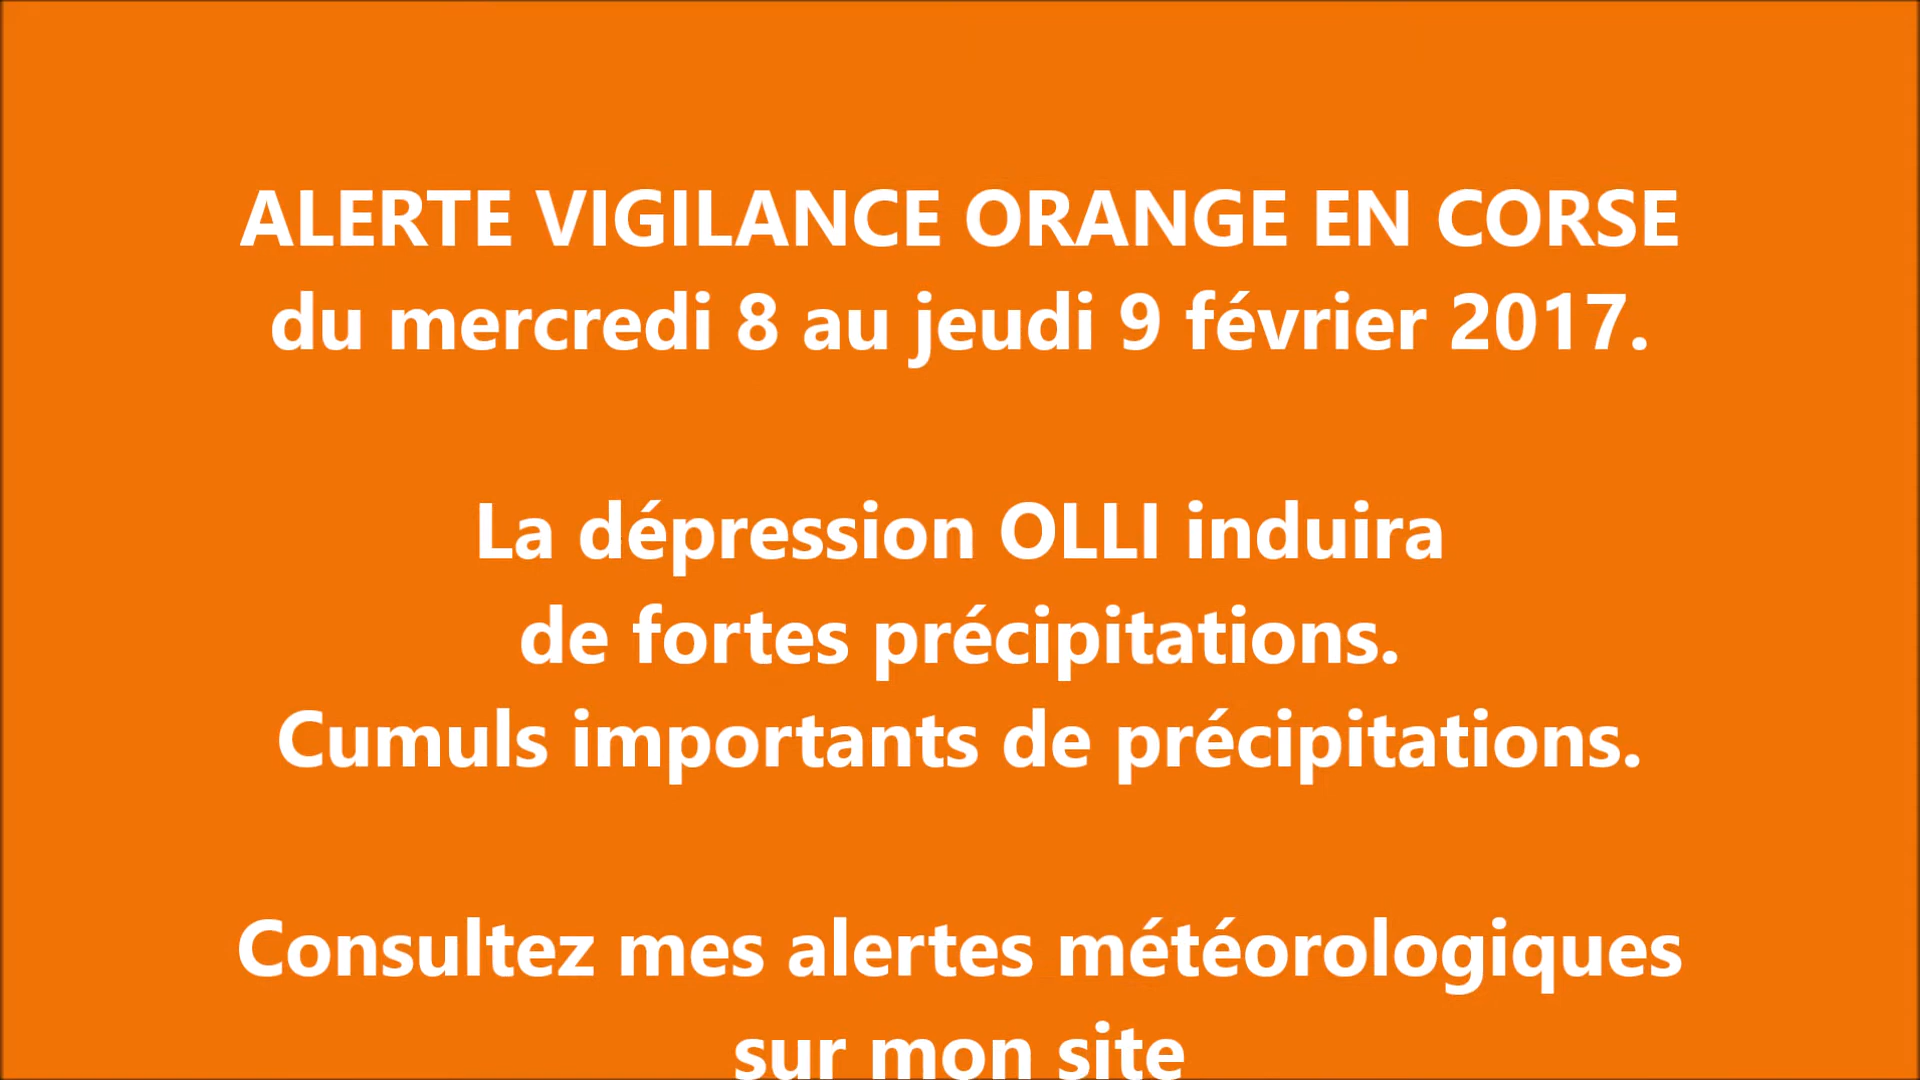 ALERTE VIGILANCE ORANGE EN CORSE
du mercredi 8 au jeudi 9 février 2017.
La dépression OLLI induira
de fortes précipitations.
Cumuls importants de précipitations.
Consultez mes alertes météorologiques
sur mon site